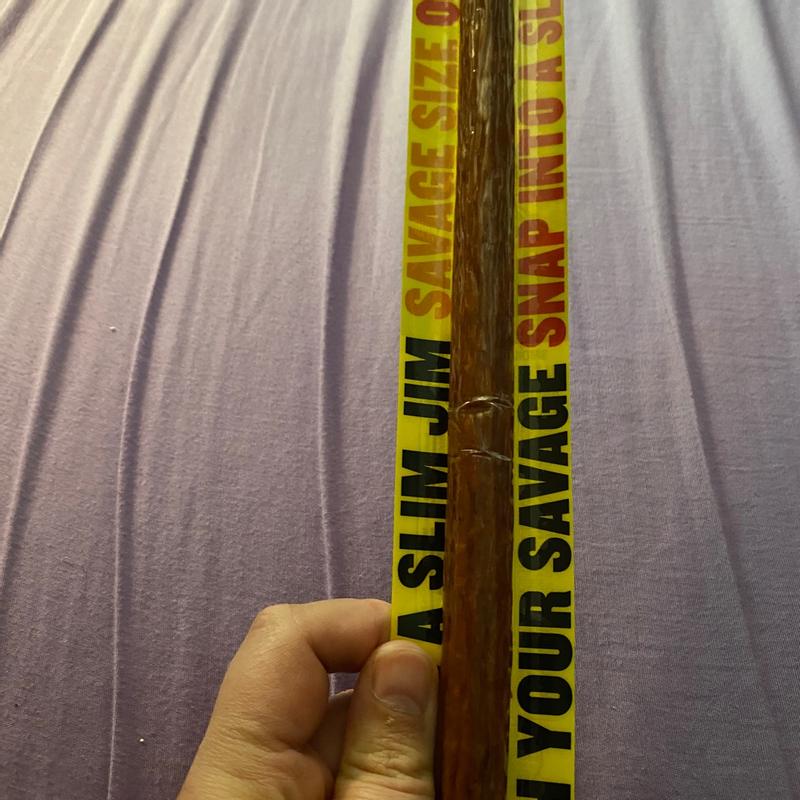 A SLIM JIM SAVAGE SIZE
YOUR SAVAGE SNAP INTO A